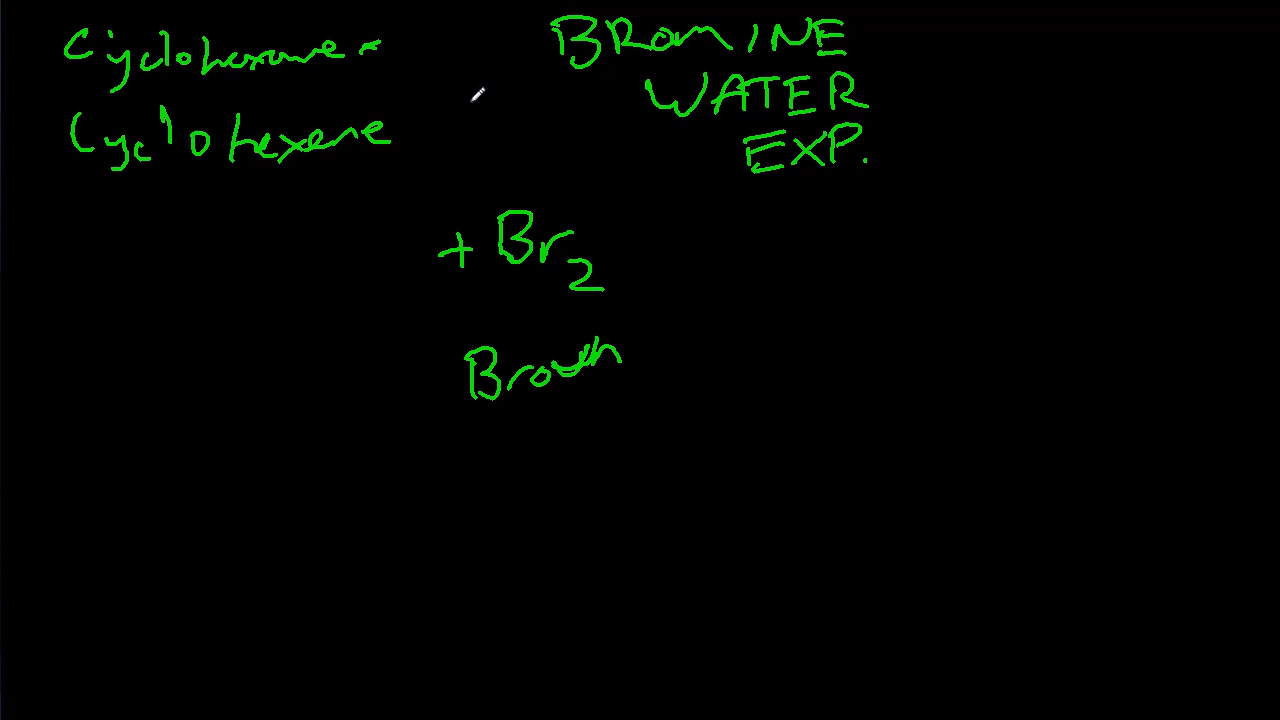 Cyclohexane
Cyclohexene
BROMINE
WATER
EXP.
+ Br₂
Brown